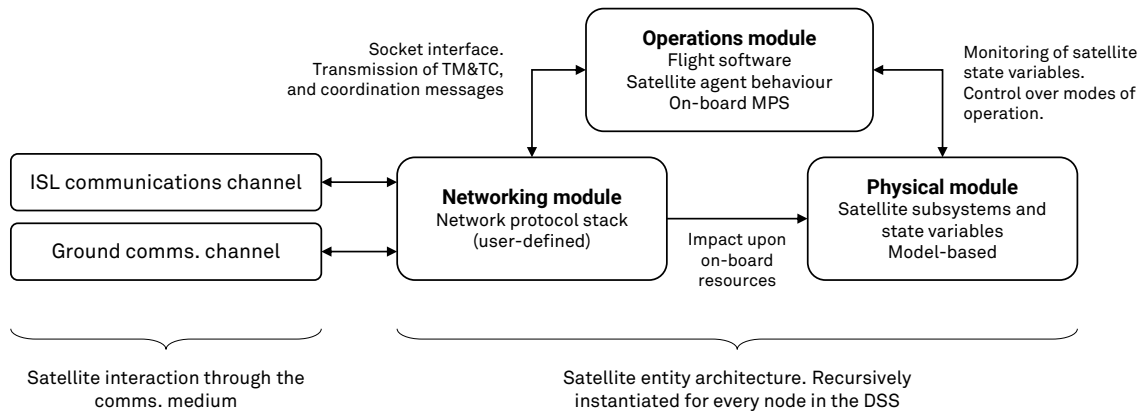 Socket interface.
Transmission of TM&TC,
and coordination messages
Operations module
Flight software
Satellite agent behaviour
On-board MPS
Monitoring of satellite
state variables.
Control over modes of
operation.
ISL communications channel
Ground comms. channel
Networking module
Network protocol stack
(user-defined)
Impact upon
on-board
resources
Physical module
Satellite subsystems and
state variables
Model-based
Satellite interaction through the
comms. medium
Satellite entity architecture. Recursively
instantiated for every node in the DSS